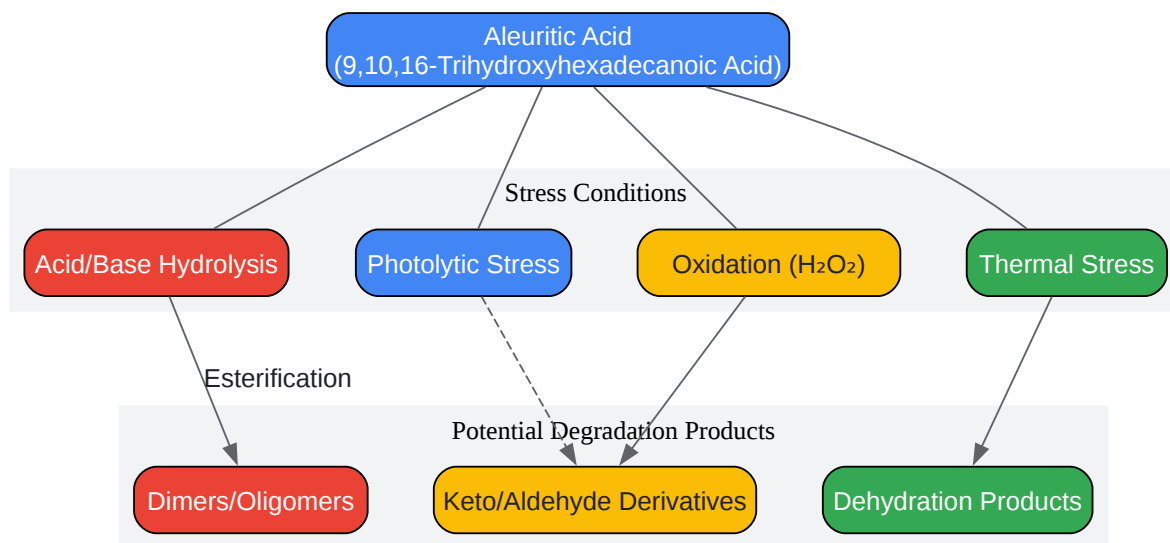 Aleuritic Acid
(9,10,16-Trihydroxyhexadecanoic Acid)
Stress Conditions
Acid/Base Hydrolysis
Photolytic Stress
Oxidation (H₂O₂)
Thermal Stress
Esterification
Potential Degradation Products
Dimers/Oligomers
Keto/Aldehyde Derivatives
Dehydration Products